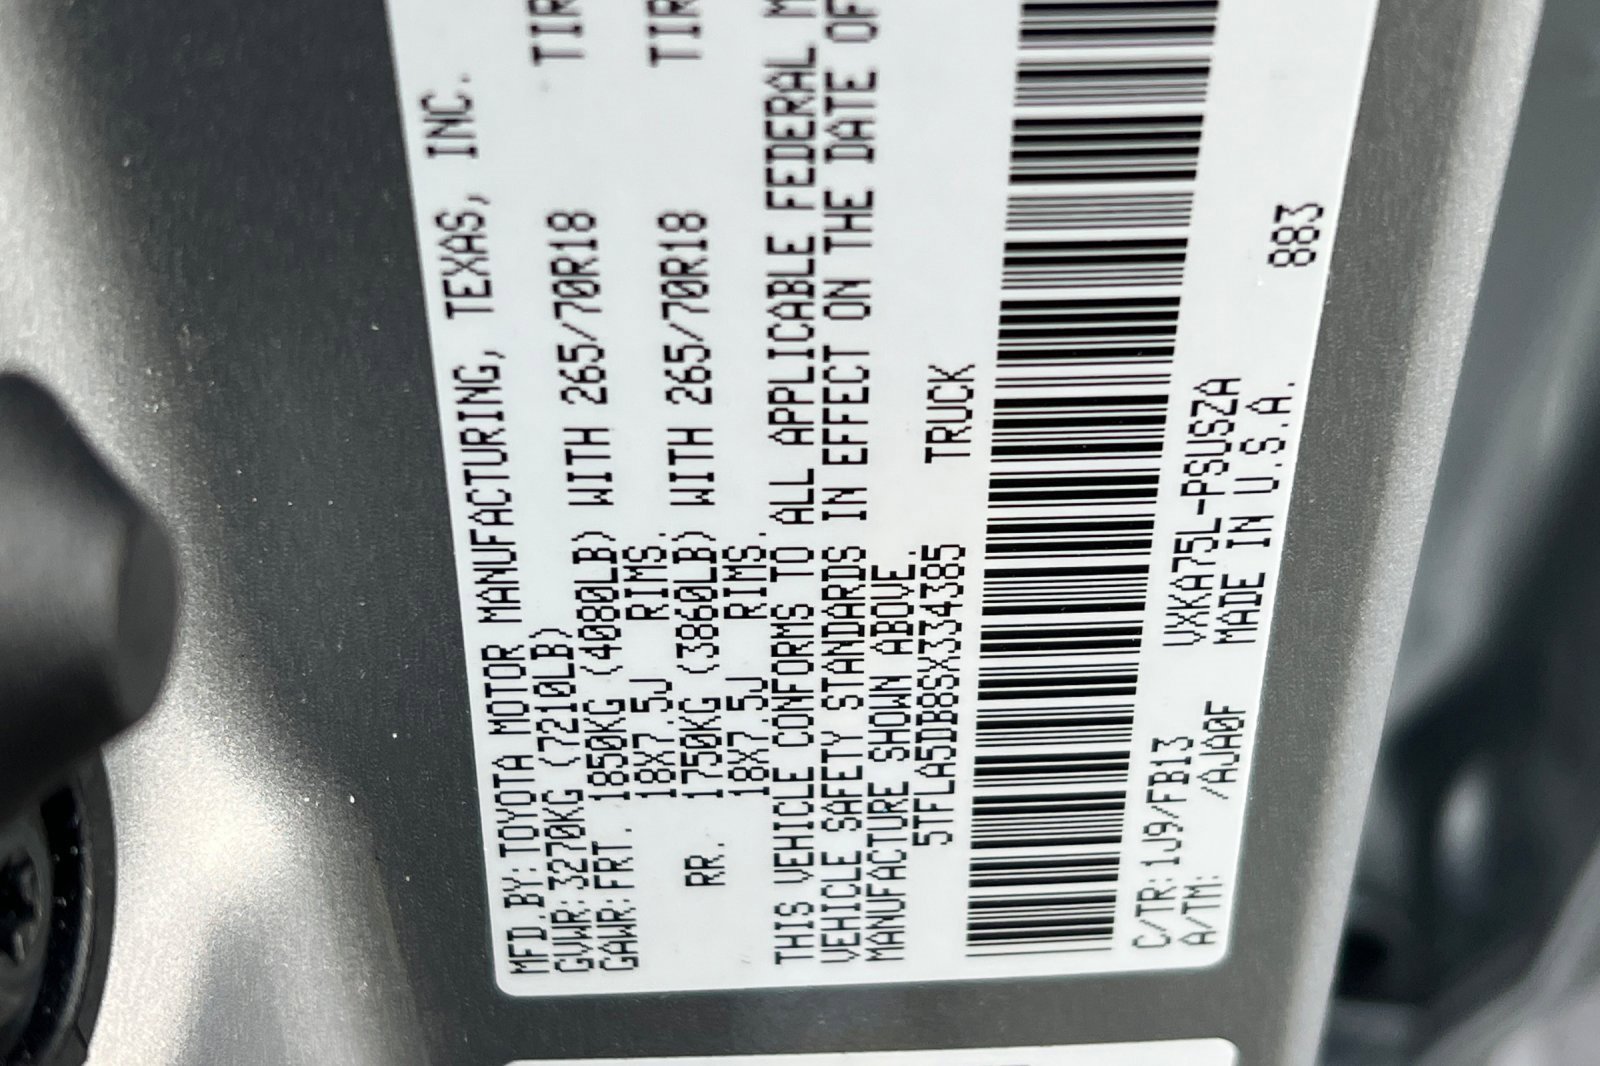 MFD.BY:TOYOTA MOTOR MANUFACTURING, TEXAS, INC.
GVWR:3270KG (7210LB)
GAWR:FRT. 1850KG (4080LB) WITH 265/70R18 TIR
18X7.5J RIMS.
RR. 1750KG (3860LB) WITH 265/70R18 TIR
18X7.5J RIMS.
THIS VEHICLE CONFORMS TO ALL APPLICABLE FEDERAL M
VEHICLE SAFETY STANDARDS IN EFFECT ON THE DATE OF
MANUFACTURE SHOWN ABOVE.
5TFLA5DB8SX334385 TRUCK
C/TR:1J9/FB13 VXKA75L-PSUSZA 883
A/TM: /AJA0F MADE IN U.S.A.